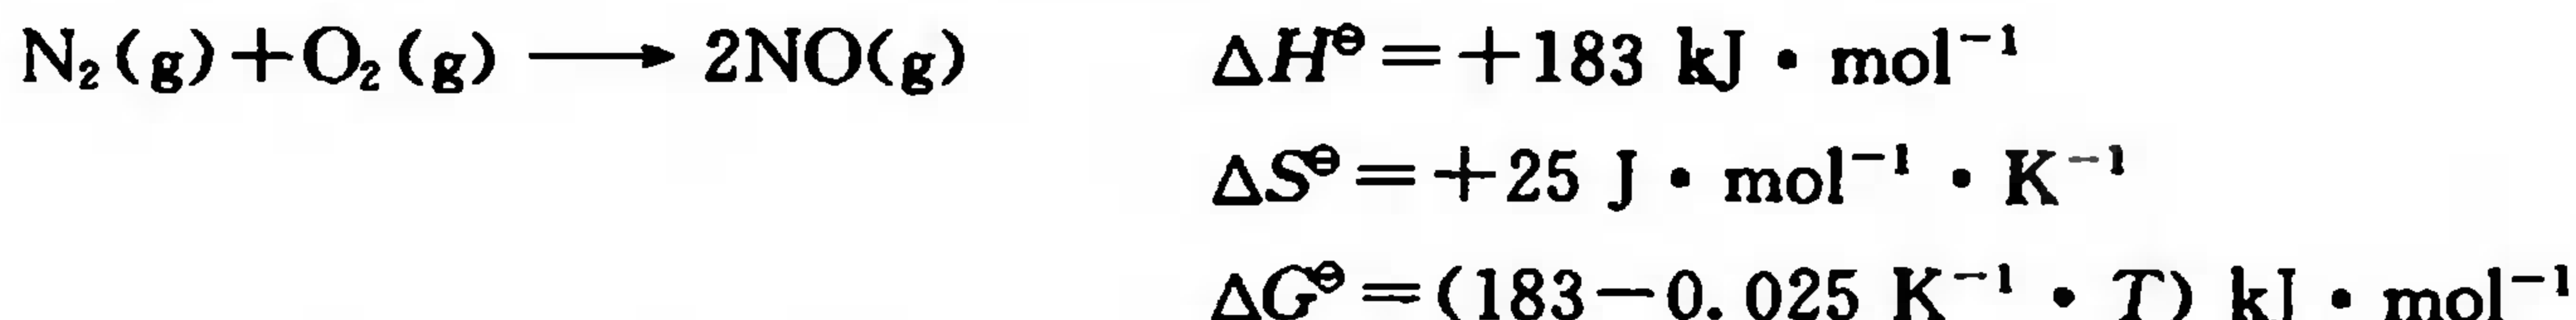 N₂(g)+O₂(g) ⟶ 2NO(g) ΔH⊖=+183 kJ·mol⁻¹
ΔS⊖=+25 J·mol⁻¹·K⁻¹
ΔG⊖=(183-0.025 K⁻¹·T) kJ·mol⁻¹